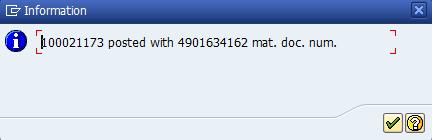 Information
100021173 posted with 4901634162 mat. doc. num.